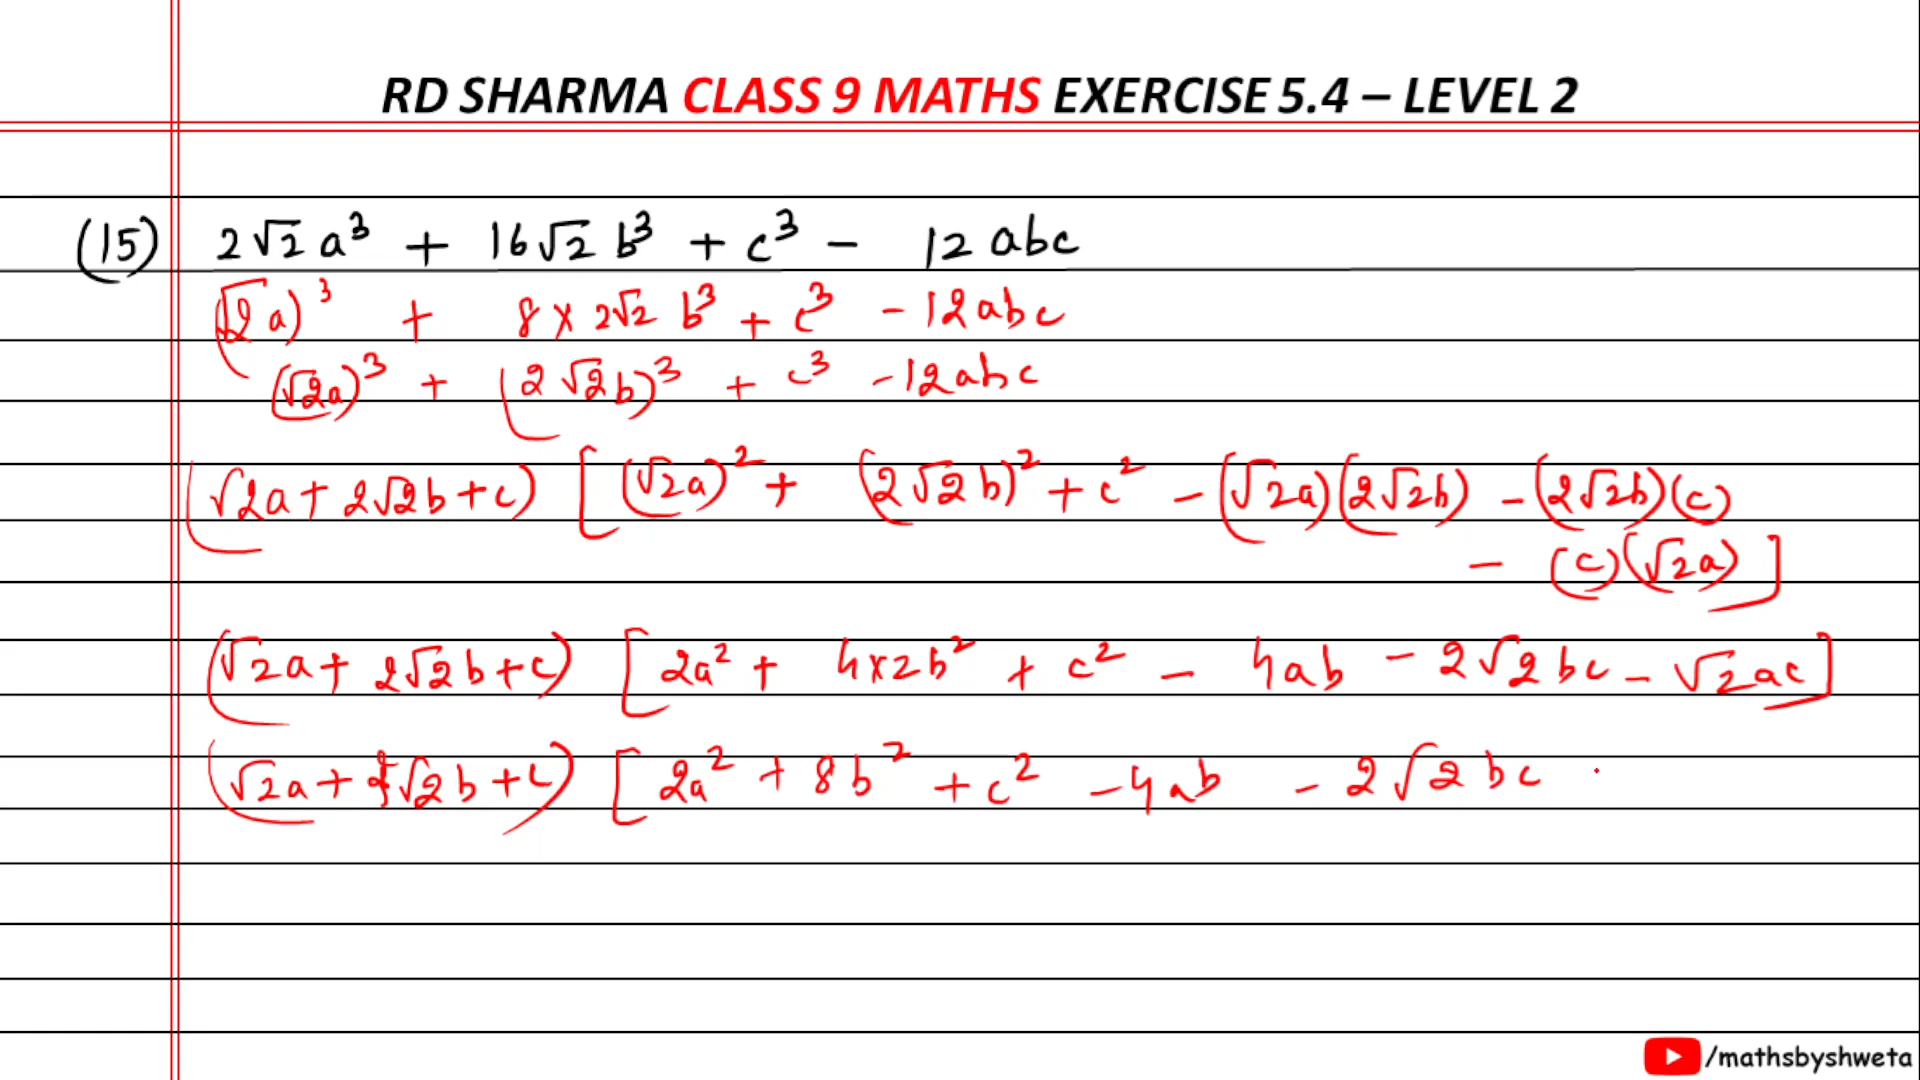 RD SHARMA CLASS 9 MATHS EXERCISE 5.4 – LEVEL 2
(15) 2√2 a³ + 16√2 b³ + c³ - 12 abc
(√2 a)³ + 8 × 2√2 b³ + c³ - 12abc
(√2a)³ + (2√2b)³ + c³ - 12abc
(√2a + 2√2b + c) [(√2a)² + (2√2b)² + c² - (√2a)(2√2b) - (2√2b)(c)
- (c)(√2a)]
(√2a + 2√2b + c) [2a² + 4×2b² + c² - 4ab - 2√2bc - √2ac]
(√2a + 2√2b + c) [2a² + 8b² + c² - 4ab - 2√2bc
/mathsbyshweta